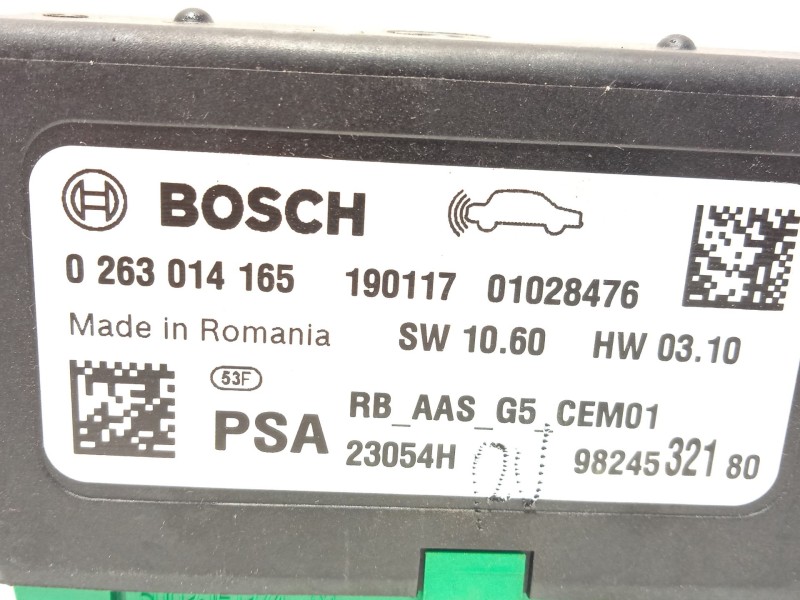 BOSCH
0 263 014 165 190117 01028476
Made in Romania SW 10.60 HW 03.10
53F
PSA RB_AAS_G5_CEM01
23054H 98245 321 80